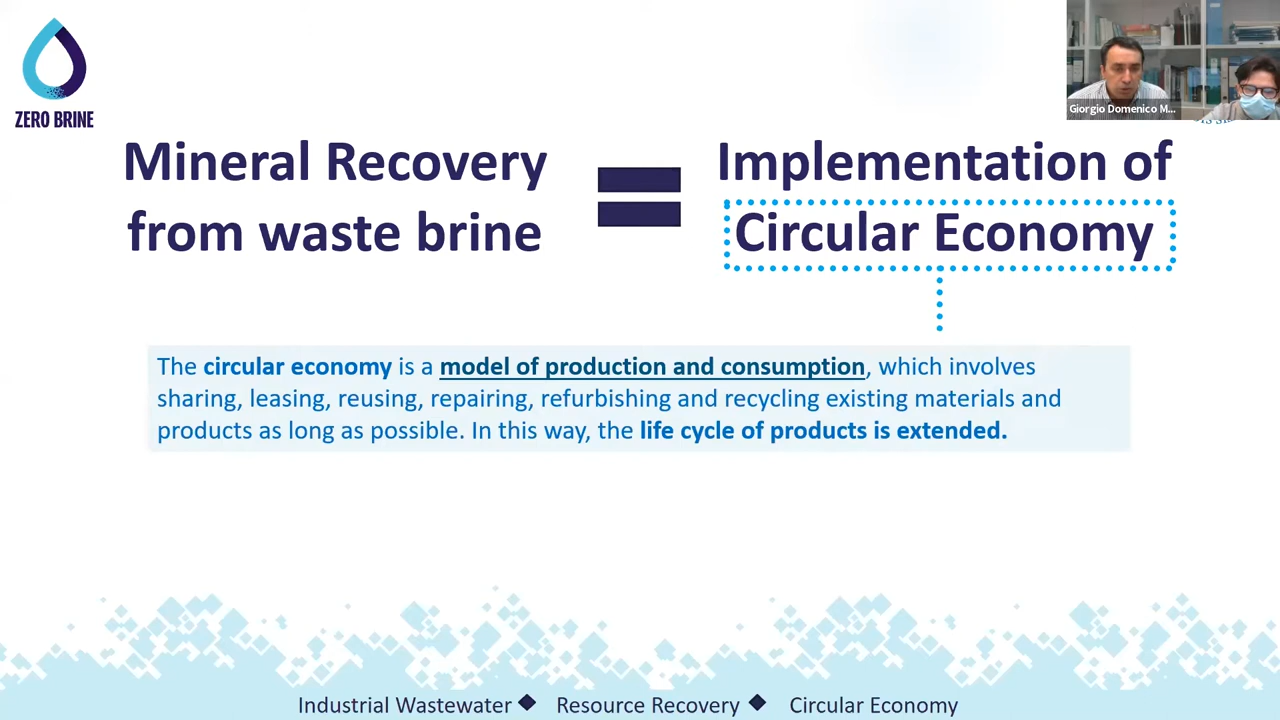 ZERO BRINE
Giorgio Domenico M...
Mineral Recovery
from waste brine
Implementation of
Circular Economy
The circular economy is a model of production and consumption, which involves
sharing, leasing, reusing, repairing, refurbishing and recycling existing materials and
products as long as possible. In this way, the life cycle of products is extended.
Industrial Wastewater ◆ Resource Recovery ◆ Circular Economy